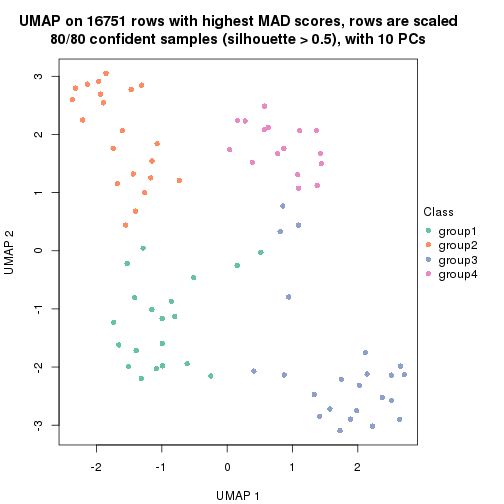 UMAP on 16751 rows with highest MAD scores, rows are scaled
80/80 confident samples (silhouette > 0.5), with 10 PCs
3
2
1
0
-1
-2
-3
UMAP 2
-2
-1
0
1
2
UMAP 1
Class
group1
group2
group3
group4